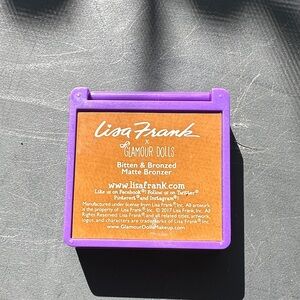 Lisa Frank
x
GLAMOUR DOLLS
Bitten & Bronzed
Matte Bronzer
www.lisafrank.com
Like us on Facebook® Follow us on Twitter®
Pinterest® and Instagram®
Manufactured under license from Lisa Frank® Inc. All artwork
is the property of Lisa Frank® Inc. © 2017 Lisa Frank® Inc. All
Rights Reserved. Lisa Frank® and all related titles, artwork,
logos, and characters are trademarks of Lisa Frank® Inc.
www.GlamourDollsMakeup.com